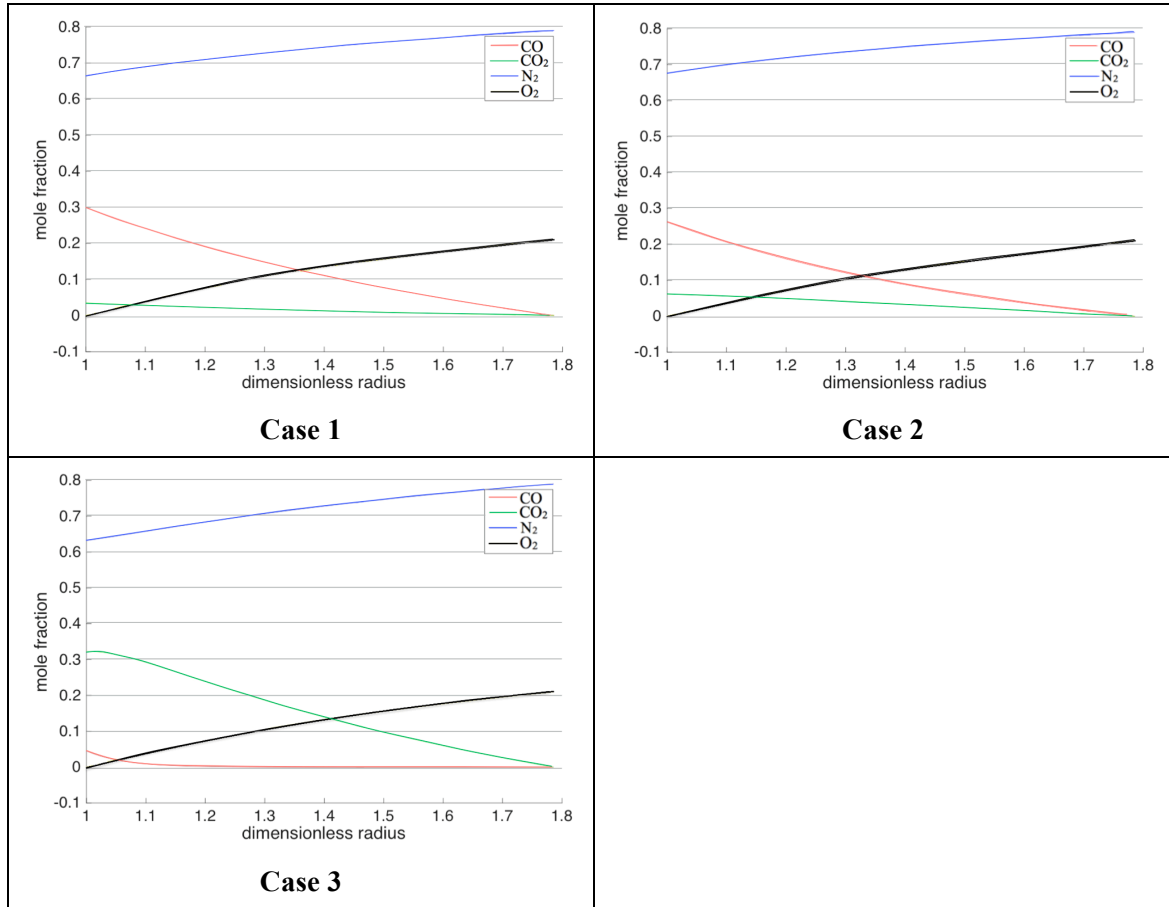 0.8
0.7
0.6
0.5
0.4
0.3
0.2
0.1
0
-0.1
mole fraction
CO
CO₂
N₂
O₂
1 1.1 1.2 1.3 1.4 1.5 1.6 1.7 1.8
dimensionless radius
Case 1
0.8
0.7
0.6
0.5
0.4
0.3
0.2
0.1
0
-0.1
mole fraction
CO
CO₂
N₂
O₂
1 1.1 1.2 1.3 1.4 1.5 1.6 1.7 1.8
dimensionless radius
Case 2
0.8
0.7
0.6
0.5
0.4
0.3
0.2
0.1
0
-0.1
mole fraction
CO
CO₂
N₂
O₂
1 1.1 1.2 1.3 1.4 1.5 1.6 1.7 1.8
dimensionless radius
Case 3